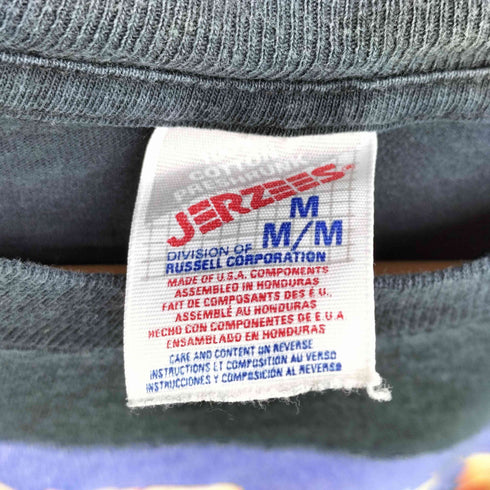 COTTON
PRESHRUNK
JERZEES
M
M/M
DIVISION OF
RUSSELL CORPORATION
MADE OF U.S.A. COMPONENTS
ASSEMBLED IN HONDURAS
FAIT DE COMPOSANTS DES É.U.,
ASSEMBLÉ AU HONDURAS
HECHO CON COMPONENTES DE E.U.A
ENSAMBLADO EN HONDURAS
CARE AND CONTENT ON REVERSE
INSTRUCTIONS ET COMPOSITION AU VERSO
INSTRUCCIONES Y COMPOSICIÓN AL REVERSO